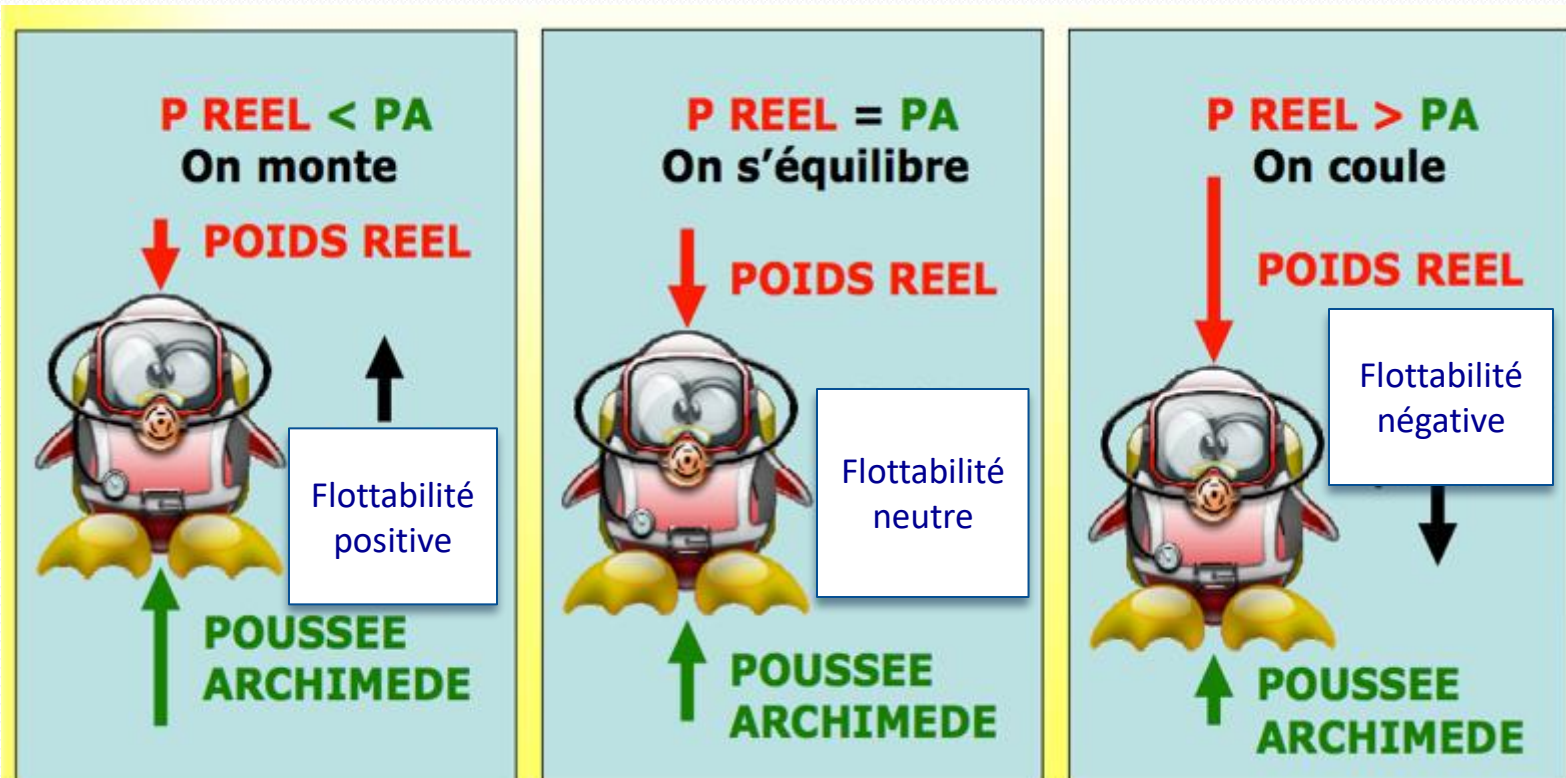 P REEL < PA
On monte
POIDS REEL
Flottabilité
positive
POUSSEE
ARCHIMEDE
P REEL = PA
On s’équilibre
POIDS REEL
Flottabilité
neutre
POUSSEE
ARCHIMEDE
P REEL > PA
On coule
POIDS REEL
Flottabilité
négative
POUSSEE
ARCHIMEDE